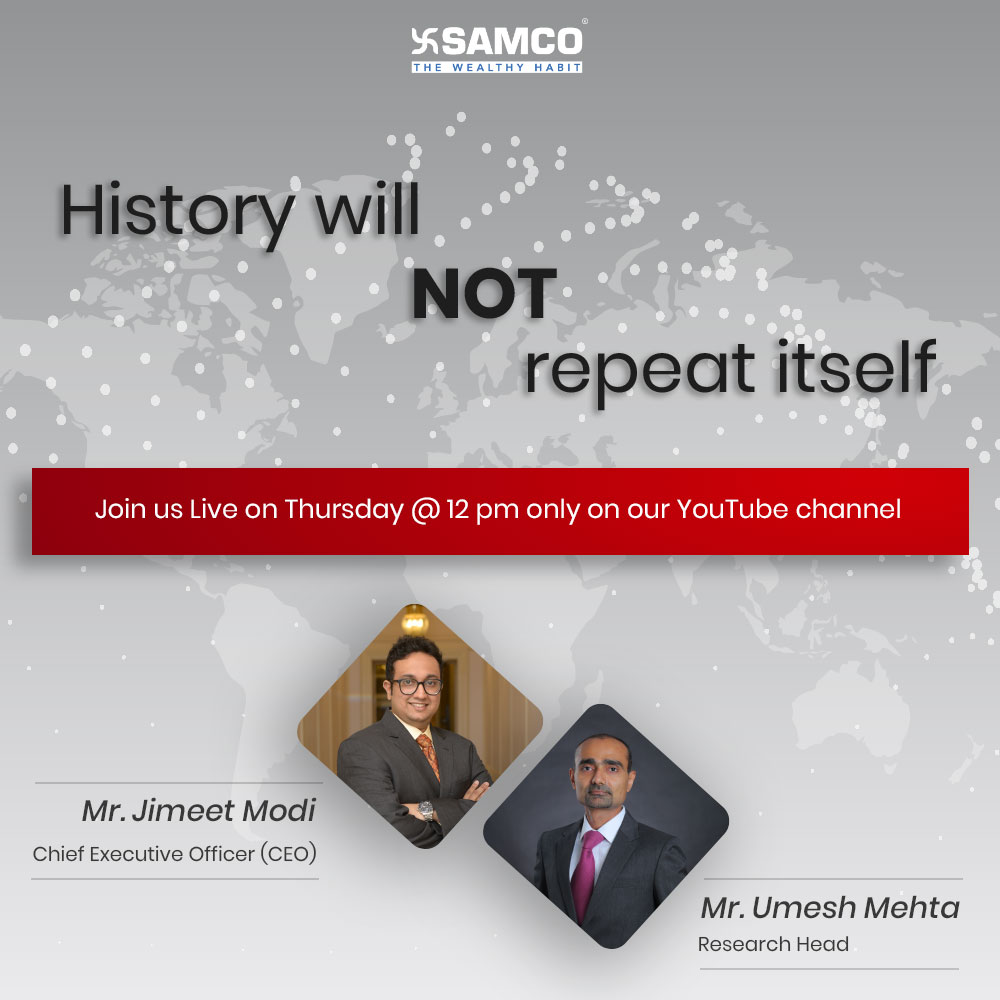 SAMCO®
THE WEALTHY HABIT
History will
NOT
repeat itself
Join us Live on Thursday @ 12 pm only on our YouTube channel
Mr. Jimeet Modi
Chief Executive Officer (CEO)
Mr. Umesh Mehta
Research Head